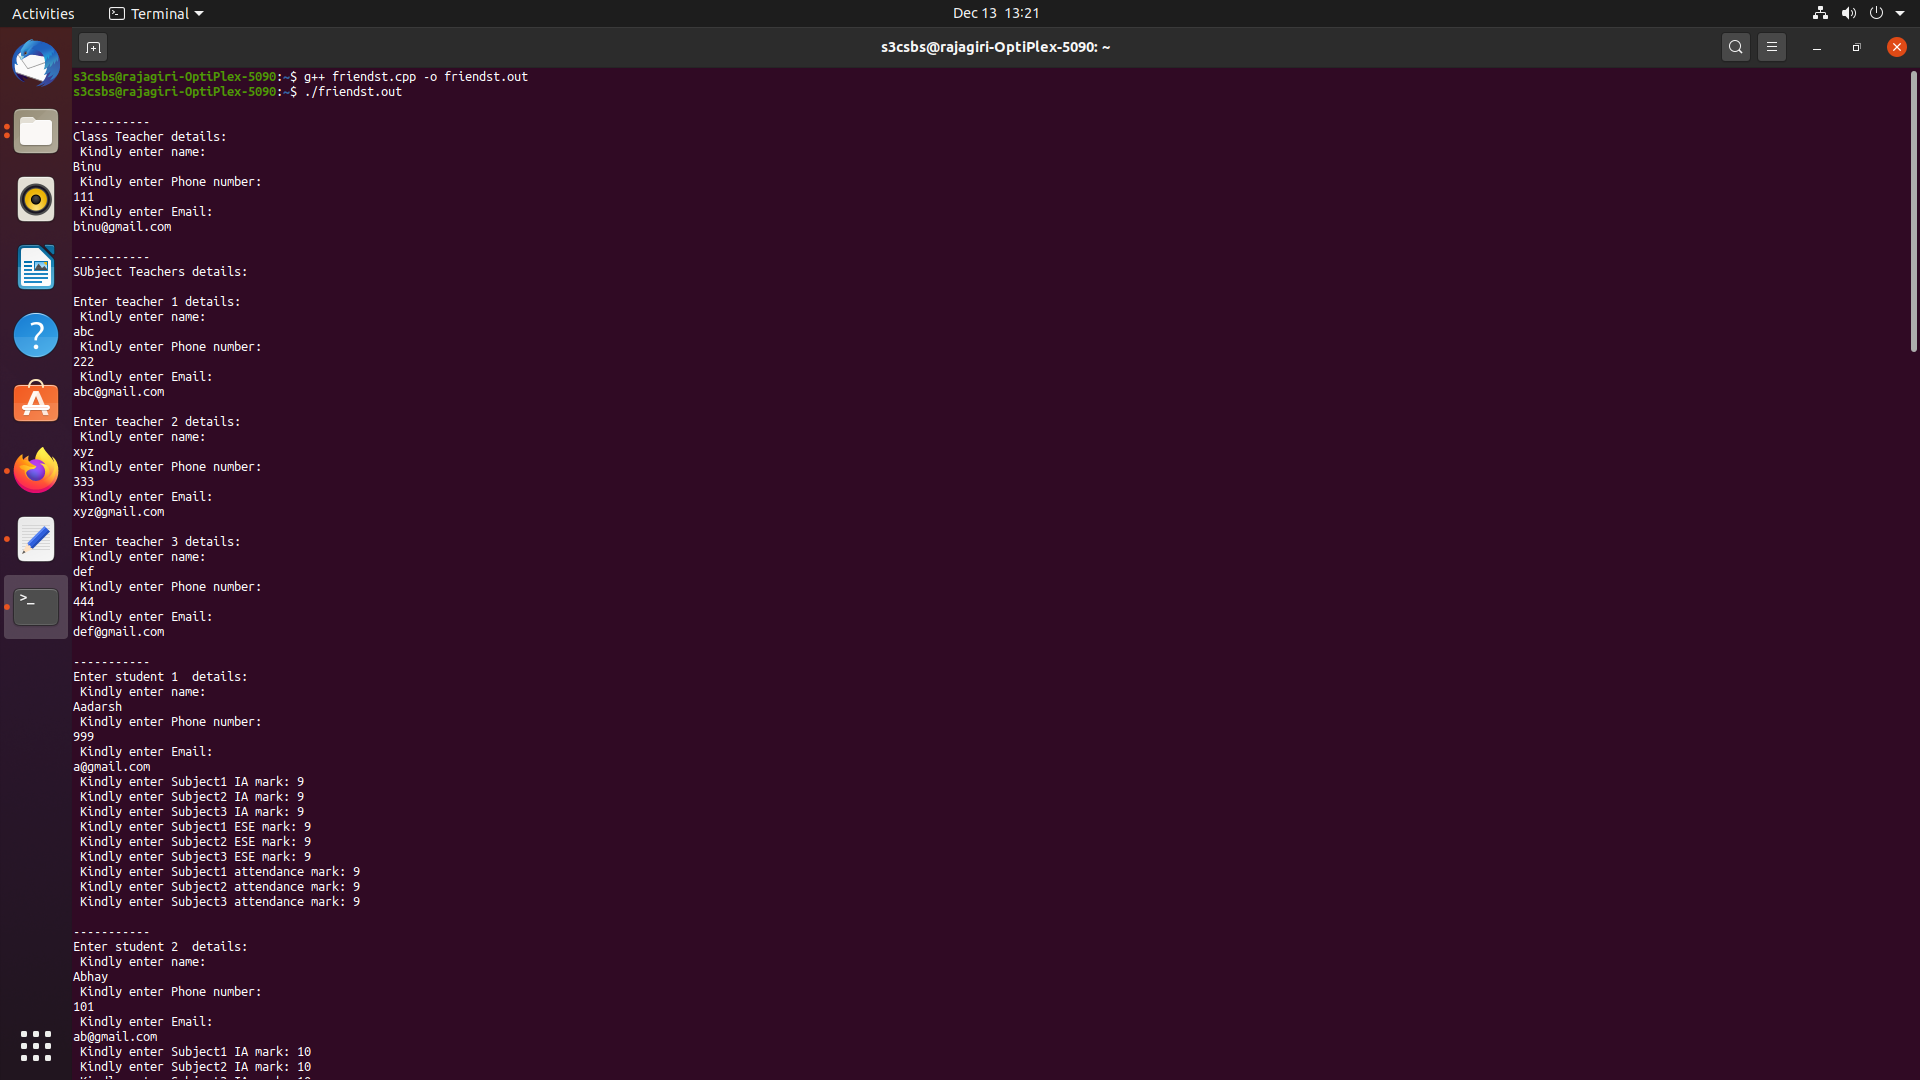 Activities
Terminal
Dec 13 13:21
s3csbs@rajagiri-OptiPlex-5090: ~
s3csbs@rajagiri-OptiPlex-5090:~$ g++ friendst.cpp -o friendst.out
s3csbs@rajagiri-OptiPlex-5090:~$ ./friendst.out
-----------
Class Teacher details:
Kindly enter name:
Binu
Kindly enter Phone number:
111
Kindly enter Email:
binu@gmail.com
-----------
SUbject Teachers details:
Enter teacher 1 details:
Kindly enter name:
abc
Kindly enter Phone number:
222
Kindly enter Email:
abc@gmail.com
Enter teacher 2 details:
Kindly enter name:
xyz
Kindly enter Phone number:
333
Kindly enter Email:
xyz@gmail.com
Enter teacher 3 details:
Kindly enter name:
def
Kindly enter Phone number:
444
Kindly enter Email:
def@gmail.com
-----------
Enter student 1  details:
Kindly enter name:
Aadarsh
Kindly enter Phone number:
999
Kindly enter Email:
a@gmail.com
Kindly enter Subject1 IA mark: 9
Kindly enter Subject2 IA mark: 9
Kindly enter Subject3 IA mark: 9
Kindly enter Subject1 ESE mark: 9
Kindly enter Subject2 ESE mark: 9
Kindly enter Subject3 ESE mark: 9
Kindly enter Subject1 attendance mark: 9
Kindly enter Subject2 attendance mark: 9
Kindly enter Subject3 attendance mark: 9
-----------
Enter student 2  details:
Kindly enter name:
Abhay
Kindly enter Phone number:
101
Kindly enter Email:
ab@gmail.com
Kindly enter Subject1 IA mark: 10
Kindly enter Subject2 IA mark: 10